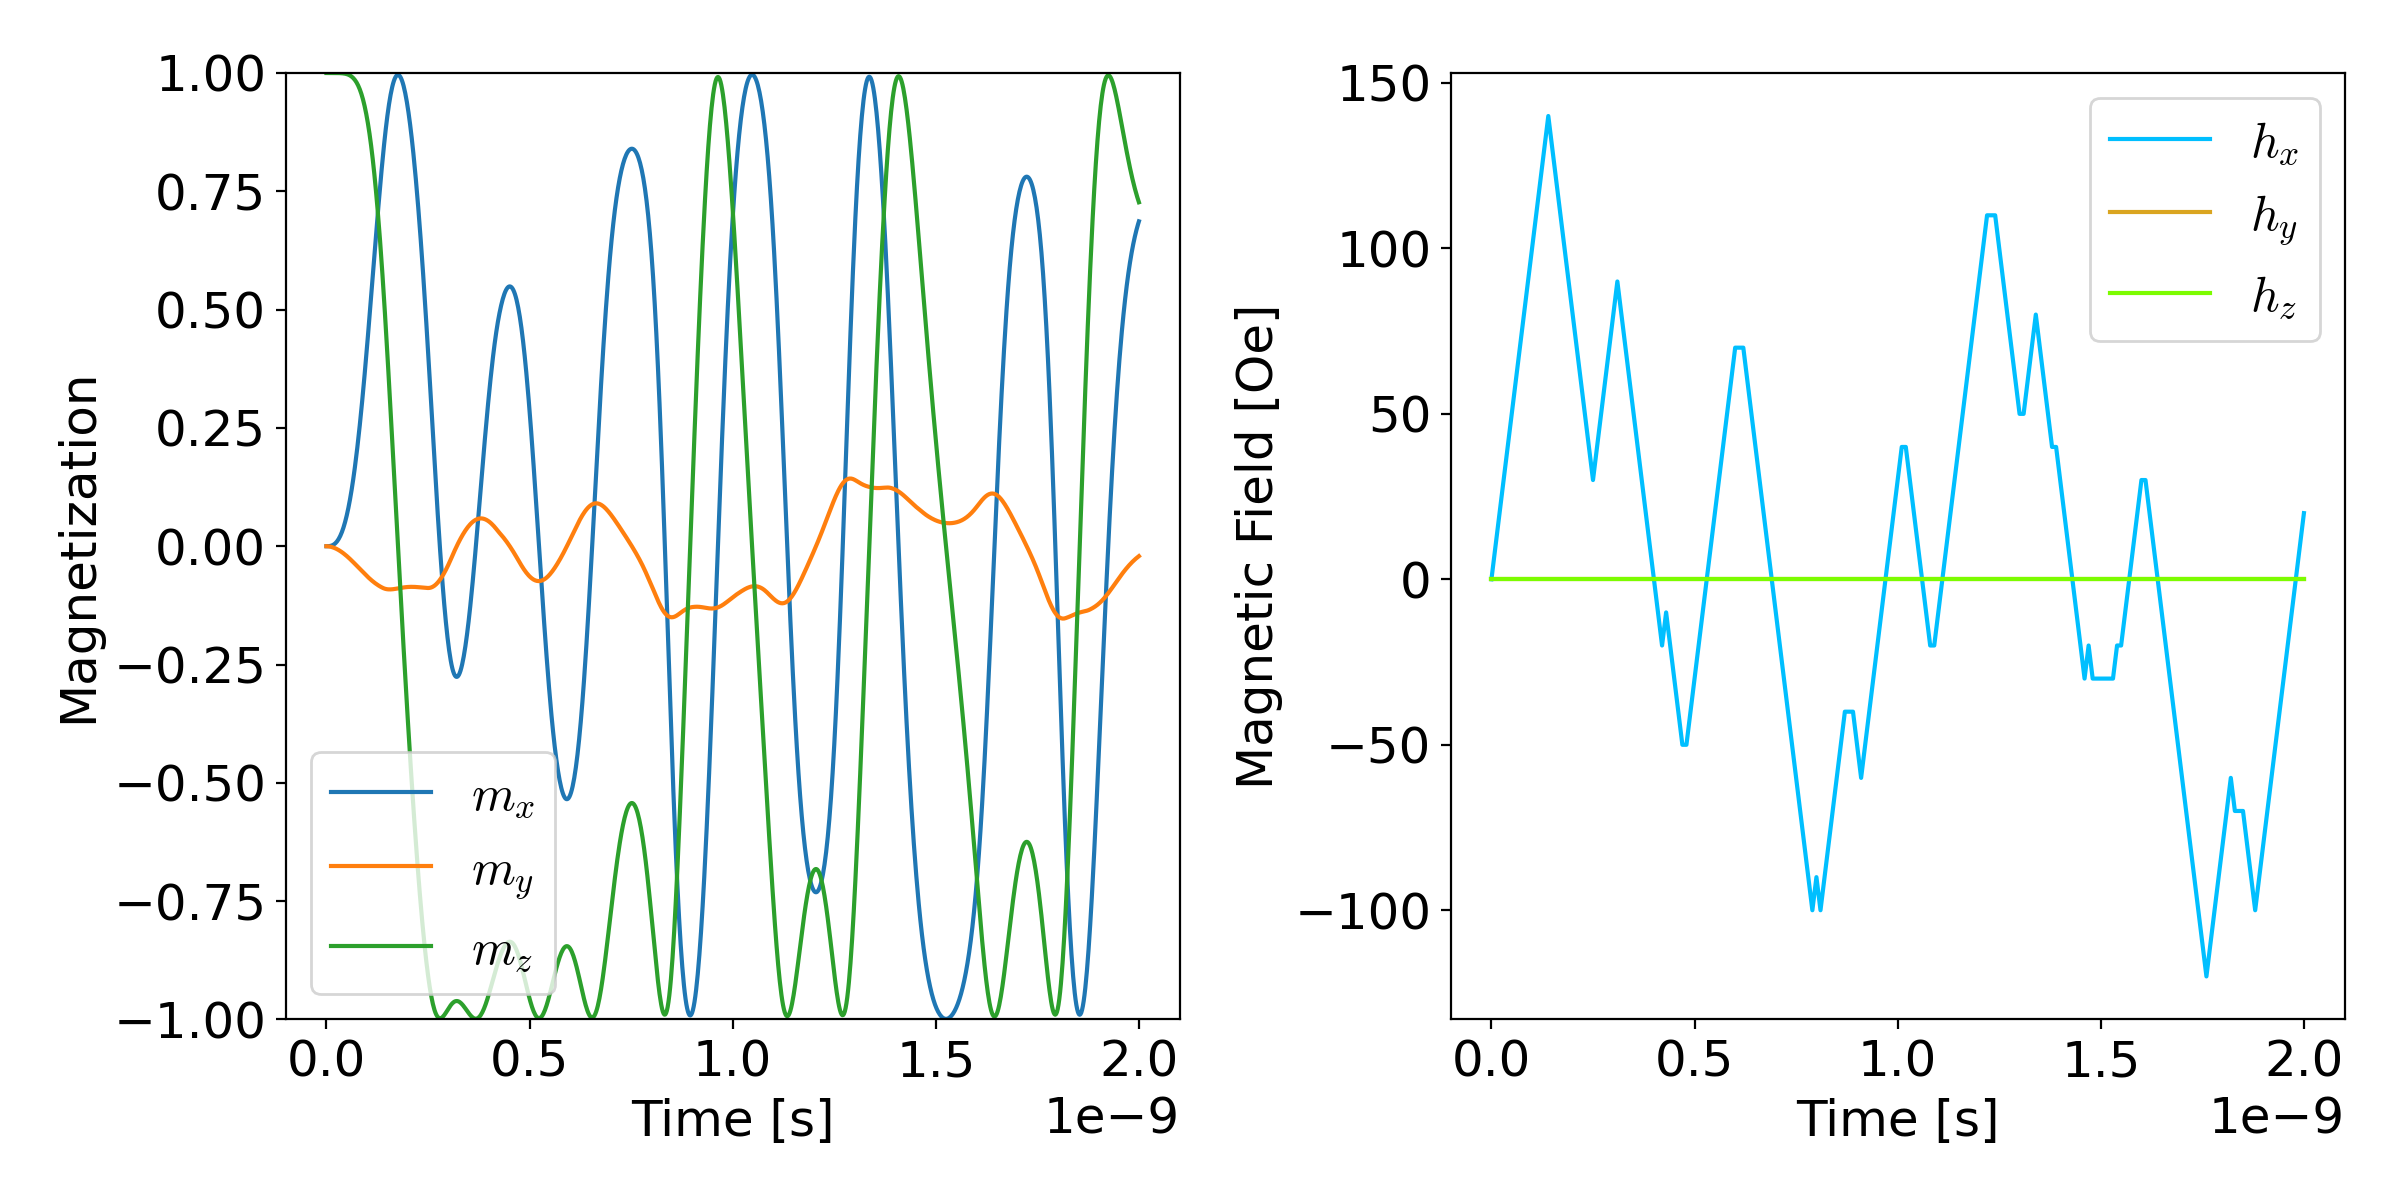 1.00
0.75
0.50
0.25
0.00
−0.25
−0.50
−0.75
−1.00
Magnetization
0.0 0.5 1.0 1.5 2.0
Time [s]
1e−9
m_x
m_y
m_z
150
100
50
0
−50
−100
Magnetic Field [Oe]
0.0 0.5 1.0 1.5 2.0
Time [s]
1e−9
h_x
h_y
h_z